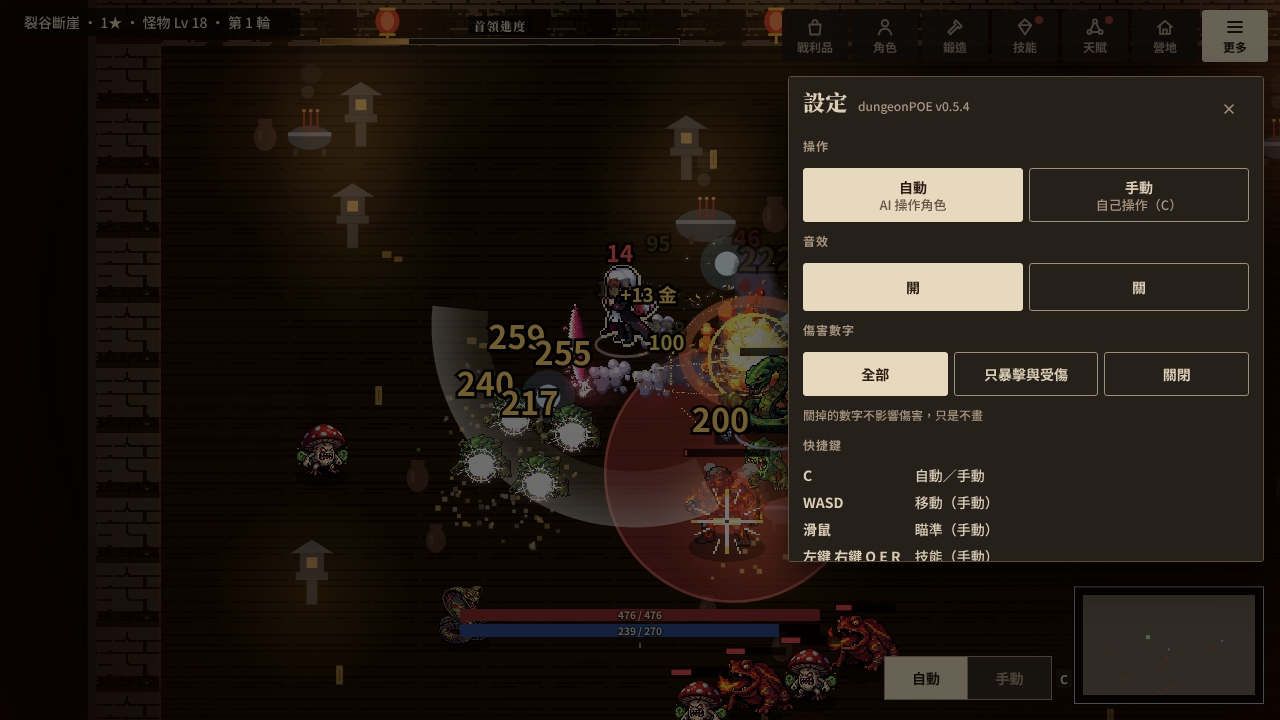 裂谷斷崖 · 1★ · 怪物 Lv 18 · 第 1 輪
首領進度
戰利品
角色
鍛造
技能
天賦
營地
更多
設定 dungeonPOE v0.5.4
×
操作
自動
AI 操作角色
手動
自己操作（C）
音效
開
關
傷害數字
全部
只暴擊與受傷
關閉
關掉的數字不影響傷害，只是不畫
快捷鍵
C 自動／手動
WASD 移動（手動）
滑鼠 瞄準（手動）
左鍵 右鍵 Q E R 技能（手動）
14
95
46
222
+13 金
100
259
255
240
217
200
476 / 476
239 / 270
自動
手動
C